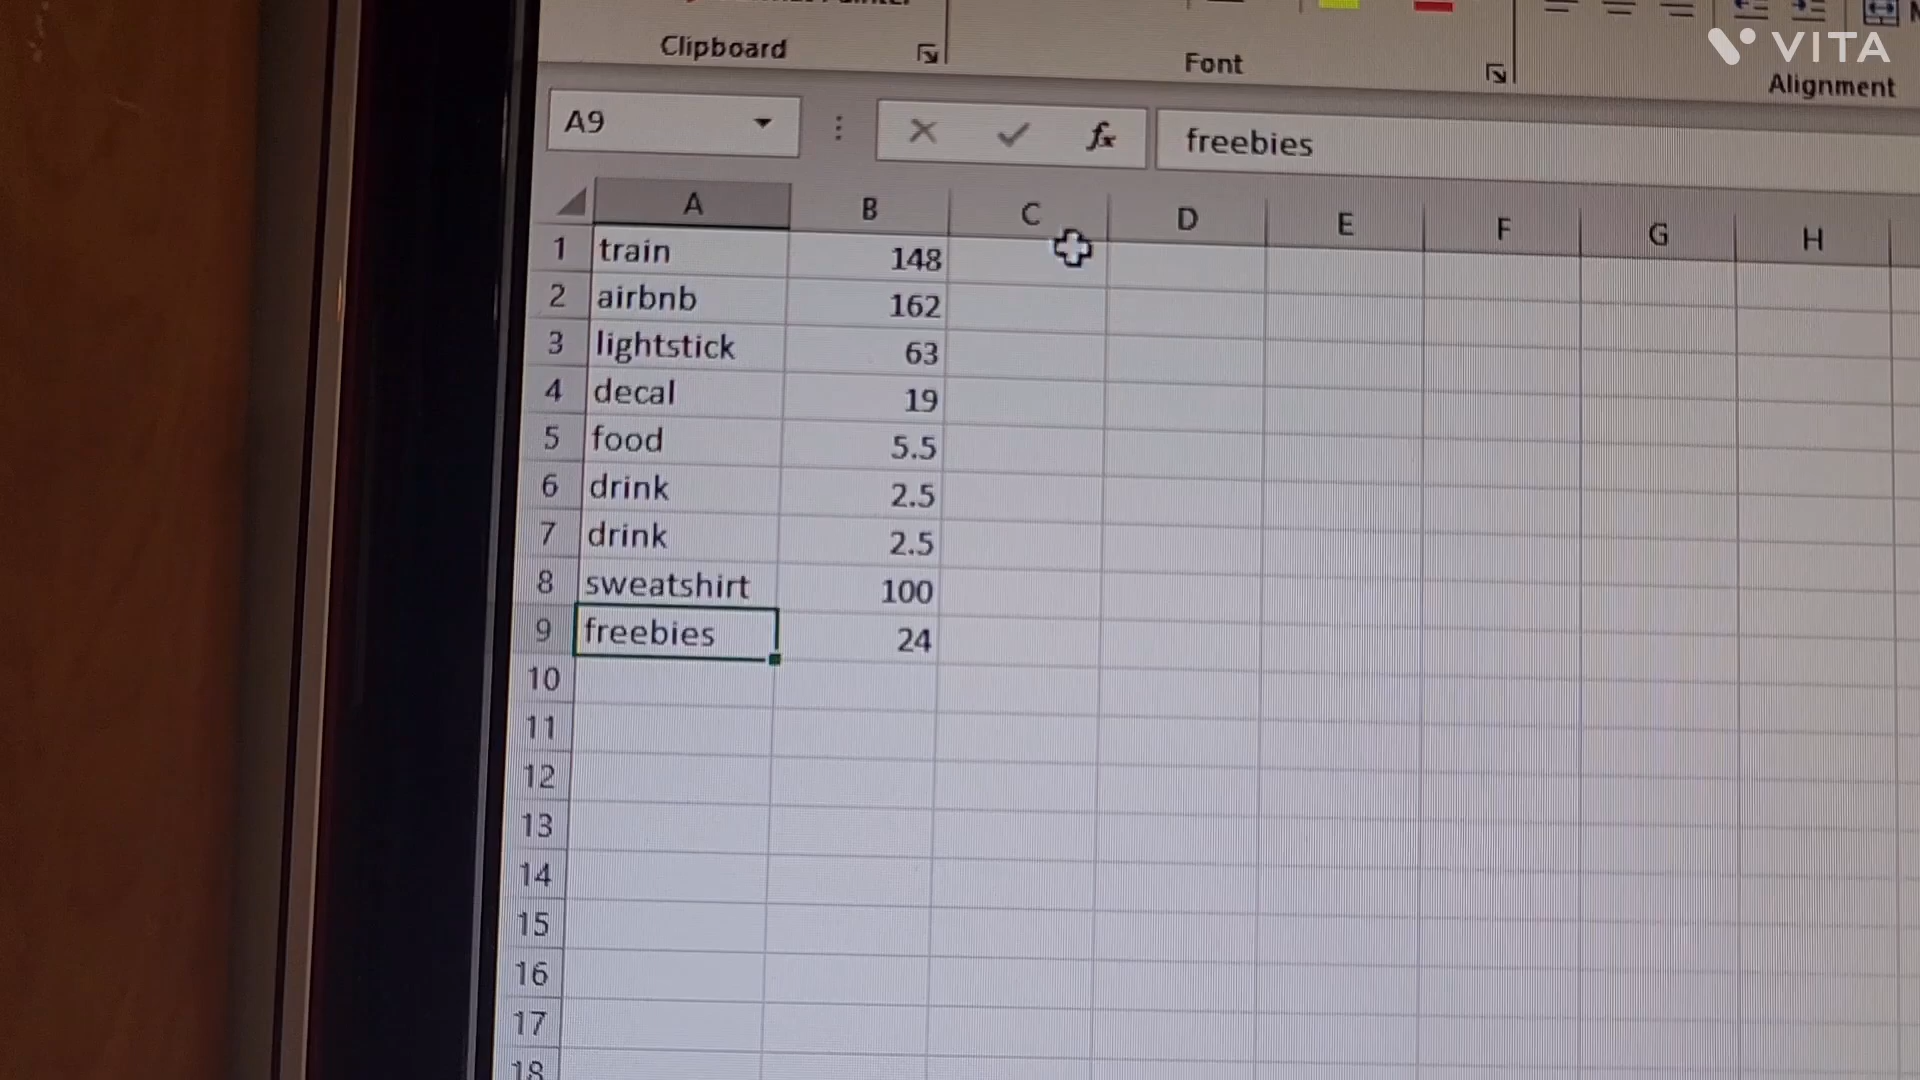 Clipboard
Font
Alignment
VITA
A9
fx
freebies
A B C D E F G H
1 train 148
2 airbnb 162
3 lightstick 63
4 decal 19
5 food 5.5
6 drink 2.5
7 drink 2.5
8 sweatshirt 100
9 freebies 24
10
11
12
13
14
15
16
17
18